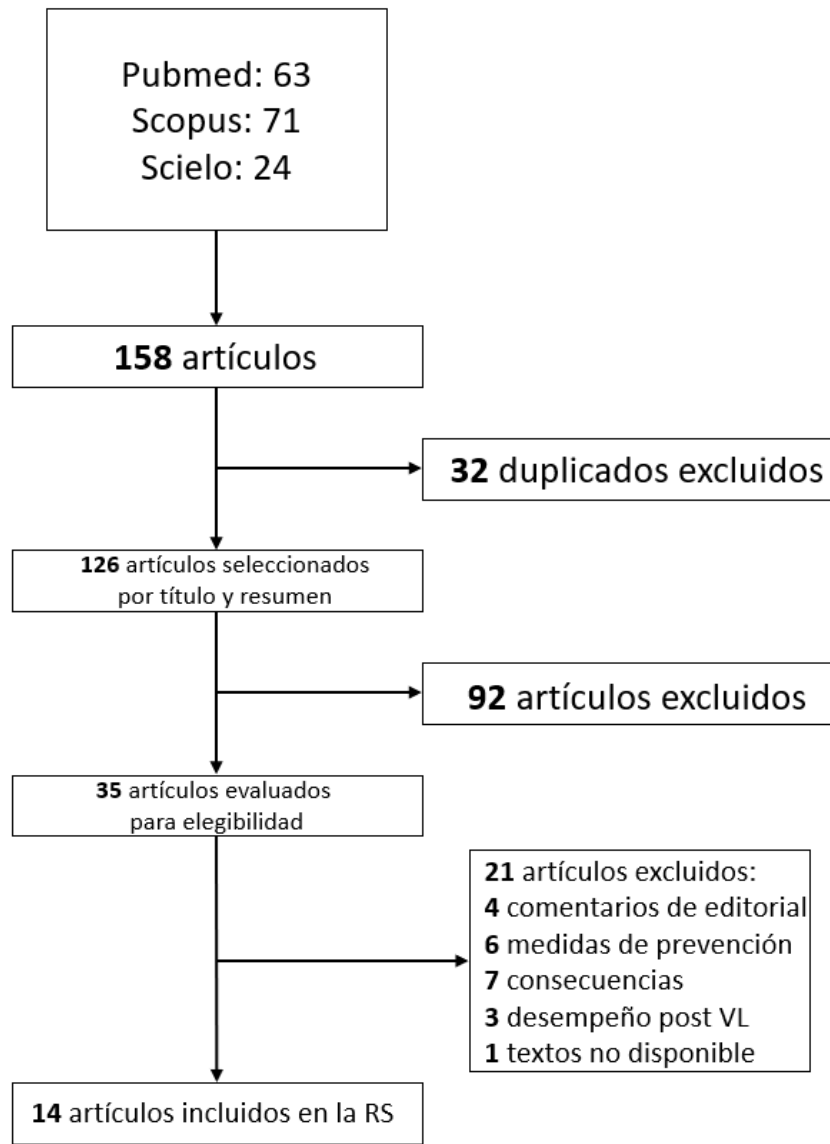 Pubmed: 63
Scopus: 71
Scielo: 24
158 artículos
32 duplicados excluidos
126 artículos seleccionados
por título y resumen
92 artículos excluidos
35 artículos evaluados
para elegibilidad
21 artículos excluidos:
4 comentarios de editorial
6 medidas de prevención
7 consecuencias
3 desempeño post VL
1 textos no disponible
14 artículos incluidos en la RS